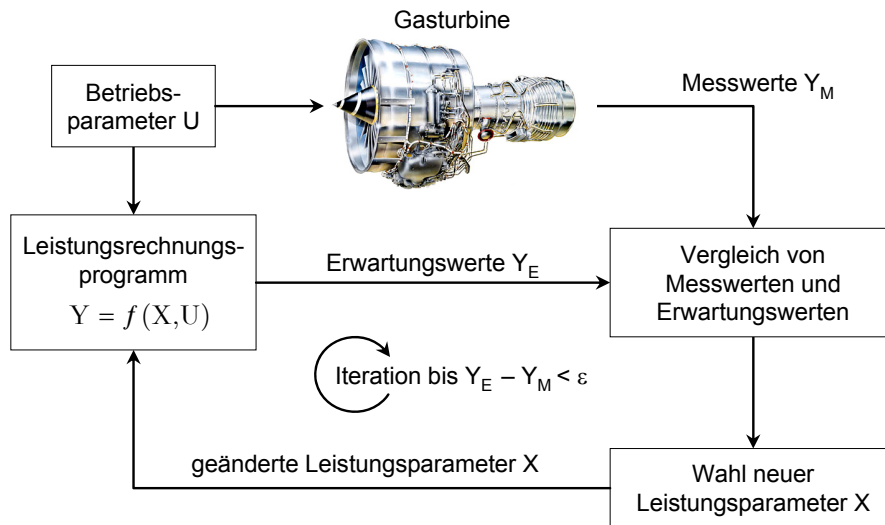 Gasturbine
Betriebs-
parameter U
Messwerte Y_M
Leistungsrechnungs-
programm
Y = f (X,U)
Erwartungswerte Y_E
Vergleich von
Messwerten und
Erwartungswerten
Iteration bis Y_E – Y_M < ε
geänderte Leistungsparameter X
Wahl neuer
Leistungsparameter X